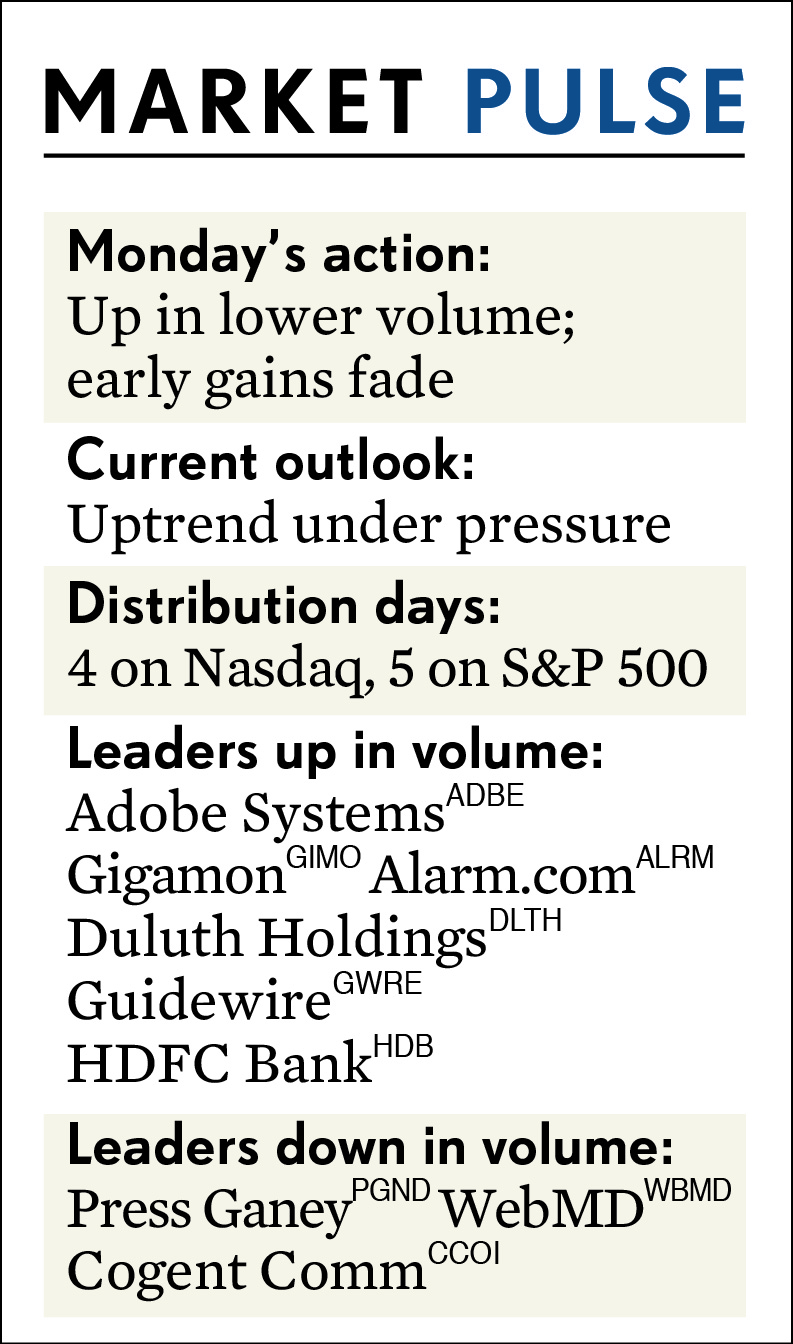 MARKET PULSE
Monday’s action:
Up in lower volume;
early gains fade
Current outlook:
Uptrend under pressure
Distribution days:
4 on Nasdaq, 5 on S&P 500
Leaders up in volume:
Adobe Systems ADBE
Gigamon GIMO Alarm.com ALRM
Duluth Holdings DLTH
Guidewire GWRE
HDFC Bank HDB
Leaders down in volume:
Press Ganey PGND WebMD WBMD
Cogent Comm CCOI